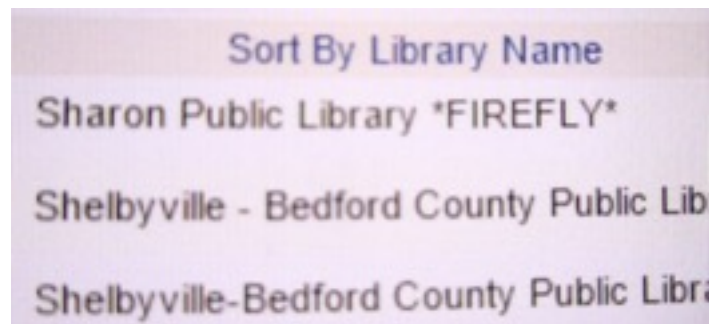 Sort By Library Name
Sharon Public Library *FIREFLY*
Shelbyville - Bedford County Public Lib
Shelbyville-Bedford County Public Libra